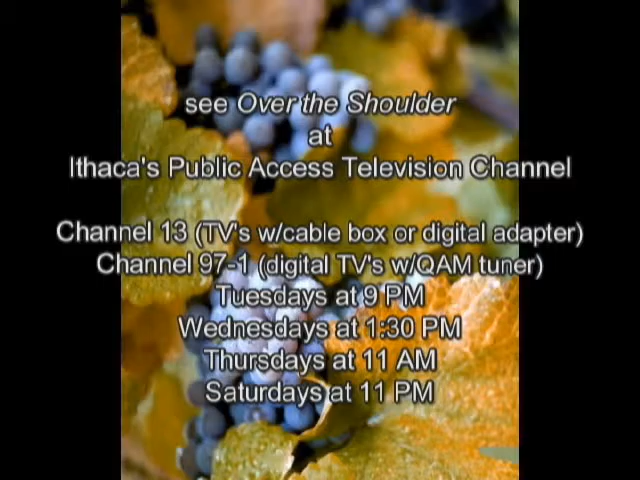 see Over the Shoulder
at
Ithaca's Public Access Television Channel
Channel 13 (TV's w/cable box or digital adapter)
Channel 97-1 (digital TV's w/QAM tuner)
Tuesdays at 9 PM
Wednesdays at 1:30 PM
Thursdays at 11 AM
Saturdays at 11 PM